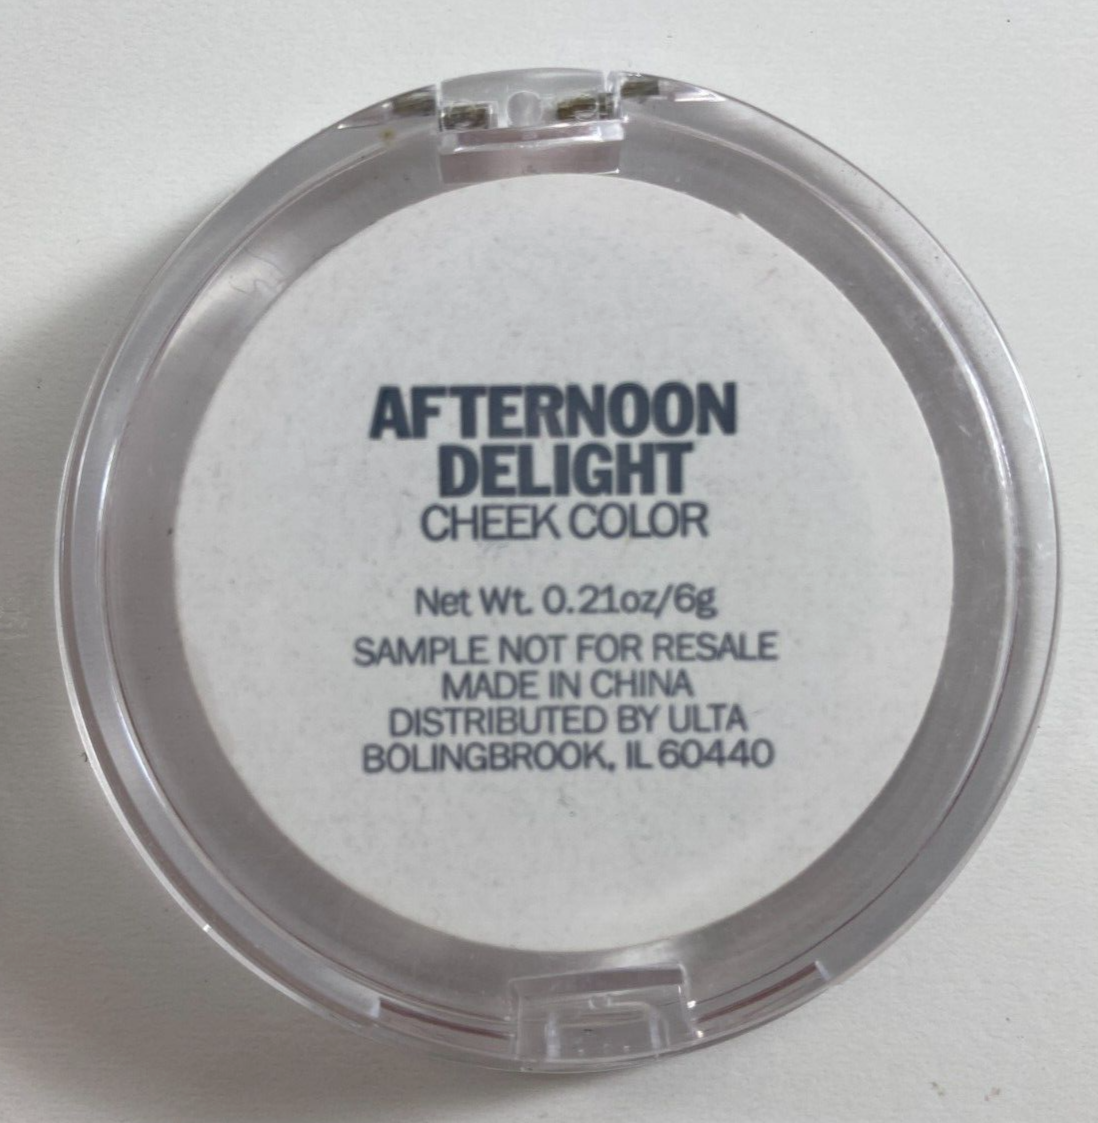 AFTERNOON
DELIGHT
CHEEK COLOR
Net Wt. 0.21oz/6g
SAMPLE NOT FOR RESALE
MADE IN CHINA
DISTRIBUTED BY ULTA
BOLINGBROOK, IL 60440